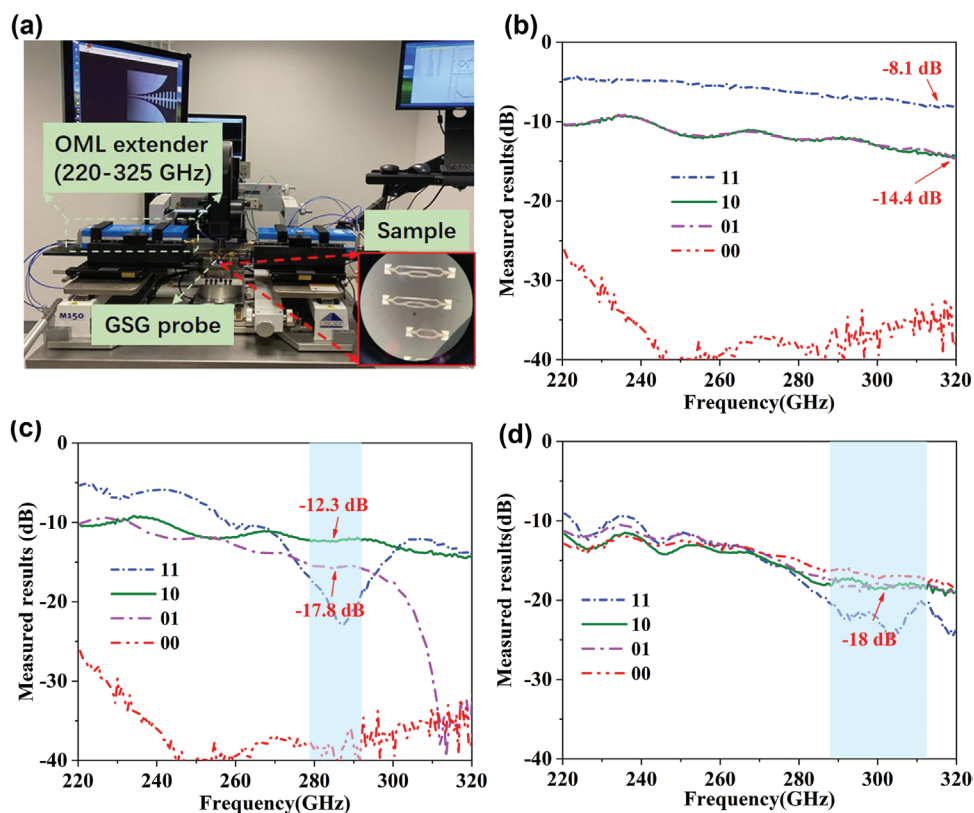 (a)
OML extender
(220-325 GHz)
Sample
GSG probe
M150
(b)
Measured results(dB)
0
-10
-20
-30
-40
-8.1 dB
-14.4 dB
11
10
01
00
220
240
260
280
300
320
Frequency(GHz)
(c)
Measured results (dB)
0
-10
-20
-30
-40
-12.3 dB
-17.8 dB
11
10
01
00
220
240
260
280
300
320
Frequency(GHz)
(d)
Measured results(dB)
0
-10
-20
-30
-40
-18 dB
11
10
01
00
220
240
260
280
300
320
Frequency(GHz)